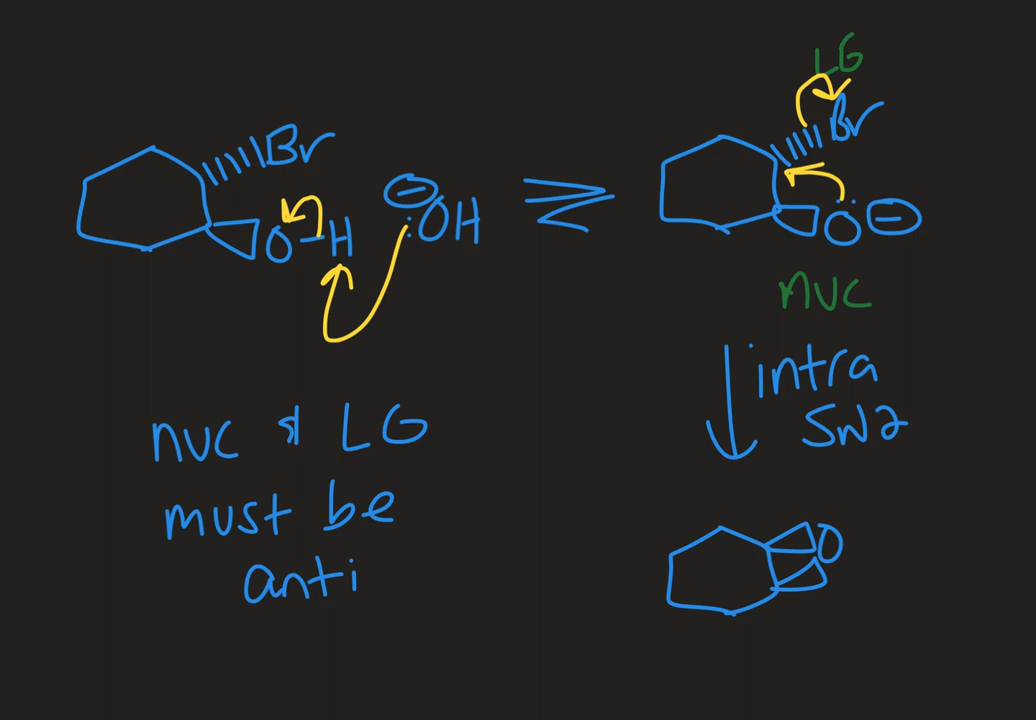 LG
Br
Br
O-H
⊖
:OH
O
⊖
nuc
intra
SN2
nuc & LG
must be
anti
O